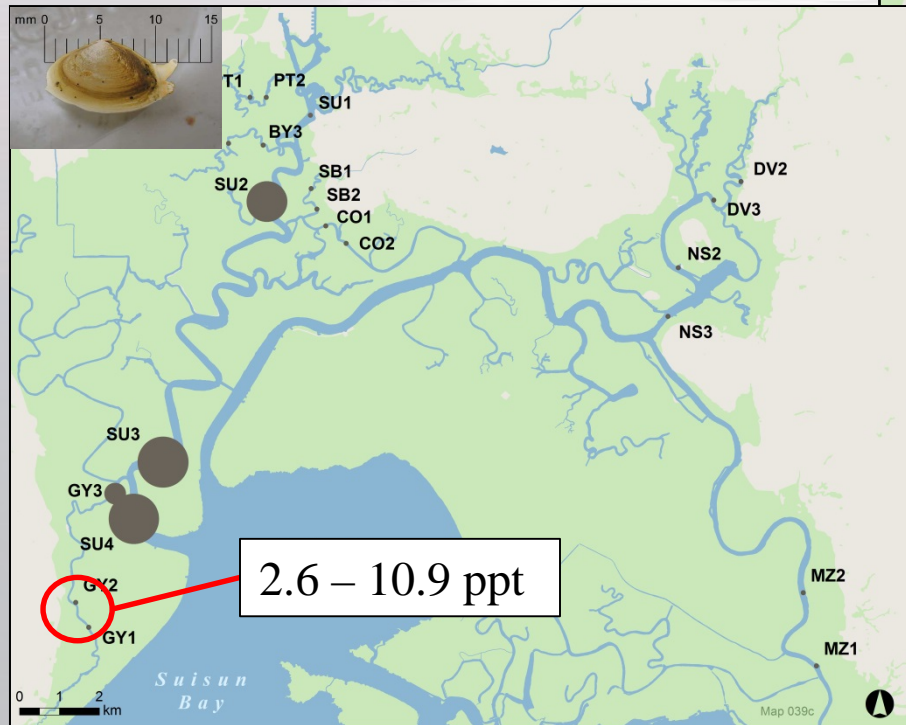 mm 0 5 10 15
T1
PT2
SU1
BY3
SU2
SB1
SB2
CO1
CO2
DV2
DV3
NS2
NS3
SU3
GY3
SU4
GY2
GY1
2.6 – 10.9 ppt
MZ2
MZ1
Suisun
Bay
0 1 2
km
Map 039c